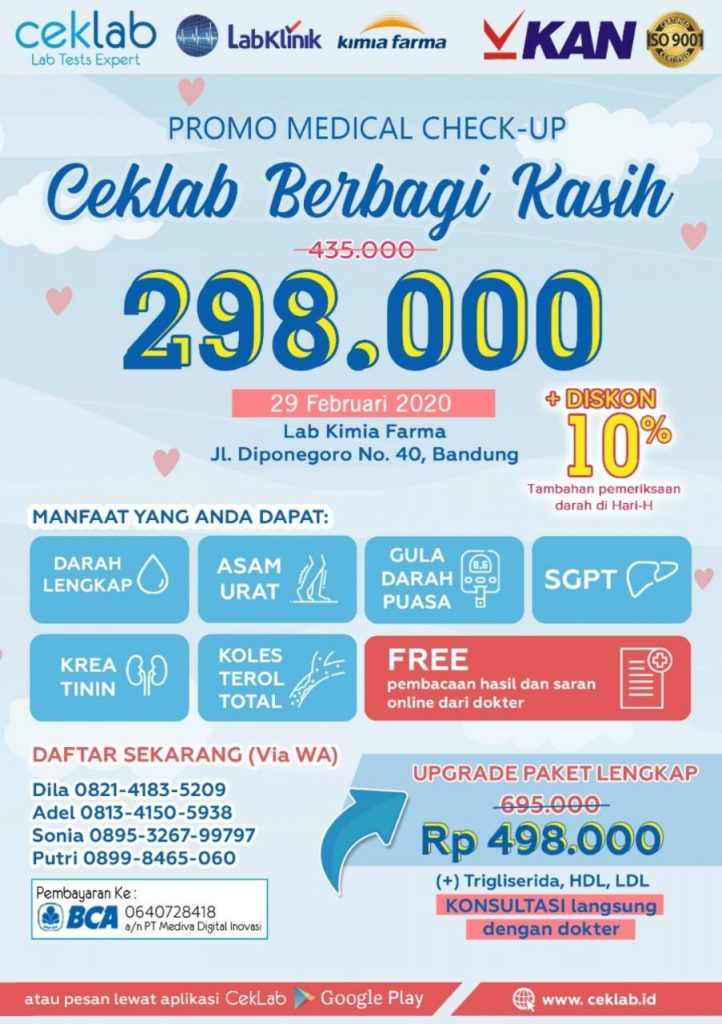 ceklab
Lab Tests Expert
LabKlinik
kimia farma
KAN
CERTIFIED
ISO 9001
CERTIFIED
PROMO MEDICAL CHECK-UP
Ceklab Berbagi Kasih
435.000
298.000
29 Februari 2020
Lab Kimia Farma
Jl. Diponegoro No. 40, Bandung
+ DISKON
10%
Tambahan pemeriksaan
darah di Hari-H
MANFAAT YANG ANDA DAPAT:
DARAH
LENGKAP
ASAM
URAT
GULA
DARAH
PUASA
8.6
SGPT
KREA
TININ
KOLES
TEROL
TOTAL
FREE
pembacaan hasil dan saran
online dari dokter
DAFTAR SEKARANG (Via WA)
Dila 0821-4183-5209
Adel 0813-4150-5938
Sonia 0895-3267-99797
Putri 0899-8465-060
Pembayaran Ke :
BCA
0640728418
a/n PT Mediva Digital Inovasi
UPGRADE PAKET LENGKAP
695.000
Rp 498.000
(+) Trigliserida, HDL, LDL
KONSULTASI langsung
dengan dokter
atau pesan lewat aplikasi CekLab Google Play
www. ceklab.id